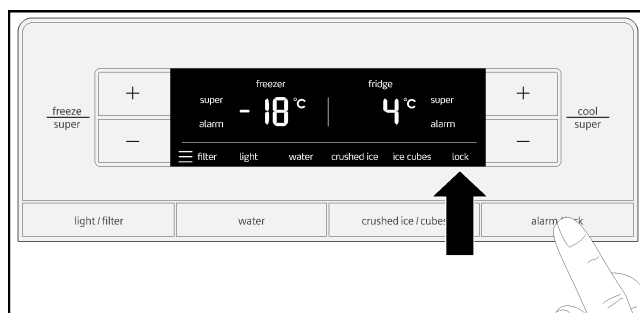 freezer
fridge
super
alarm
-18 °C
4 °C
super
alarm
freeze
super
+
−
+
−
cool
super
filter light water crushed ice ice cubes lock
light / filter
water
crushed ice / cubes
alarm